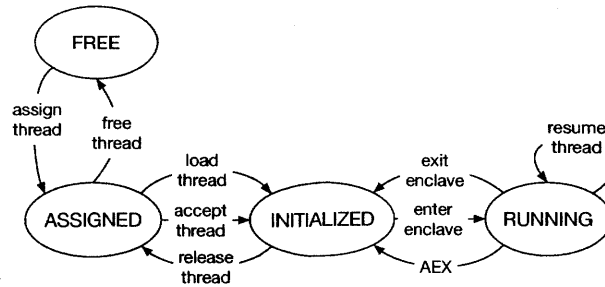 FREE
assign
thread
free
thread
load
thread
exit
enclave
resume
thread
ASSIGNED
accept
thread
INITIALIZED
enter
enclave
RUNNING
release
thread
AEX